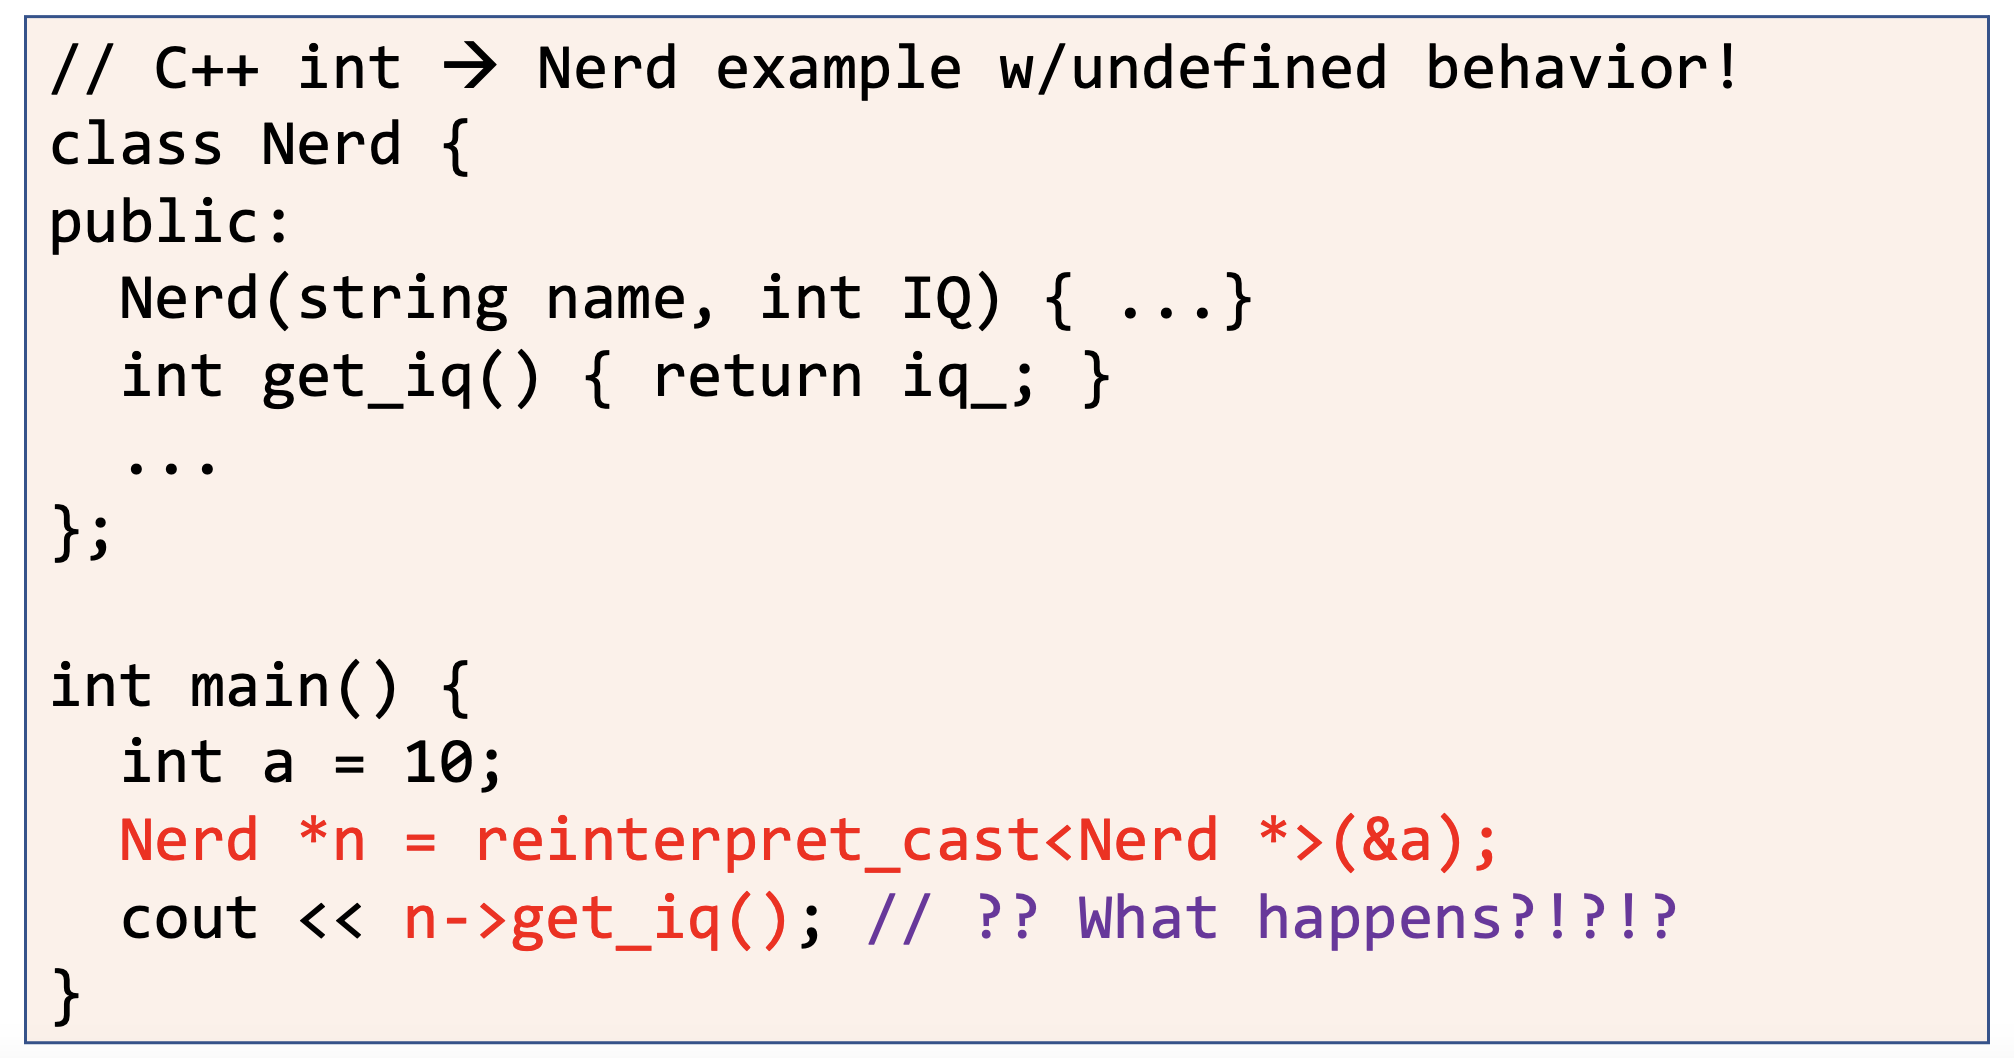 // C++ int → Nerd example w/undefined behavior!
class Nerd {
public:
  Nerd(string name, int IQ) { ...}
  int get_iq() { return iq_; }
  ...
};

int main() {
  int a = 10;
  Nerd *n = reinterpret_cast<Nerd *>(&a);
  cout << n->get_iq(); // ?? What happens?!?!?
}